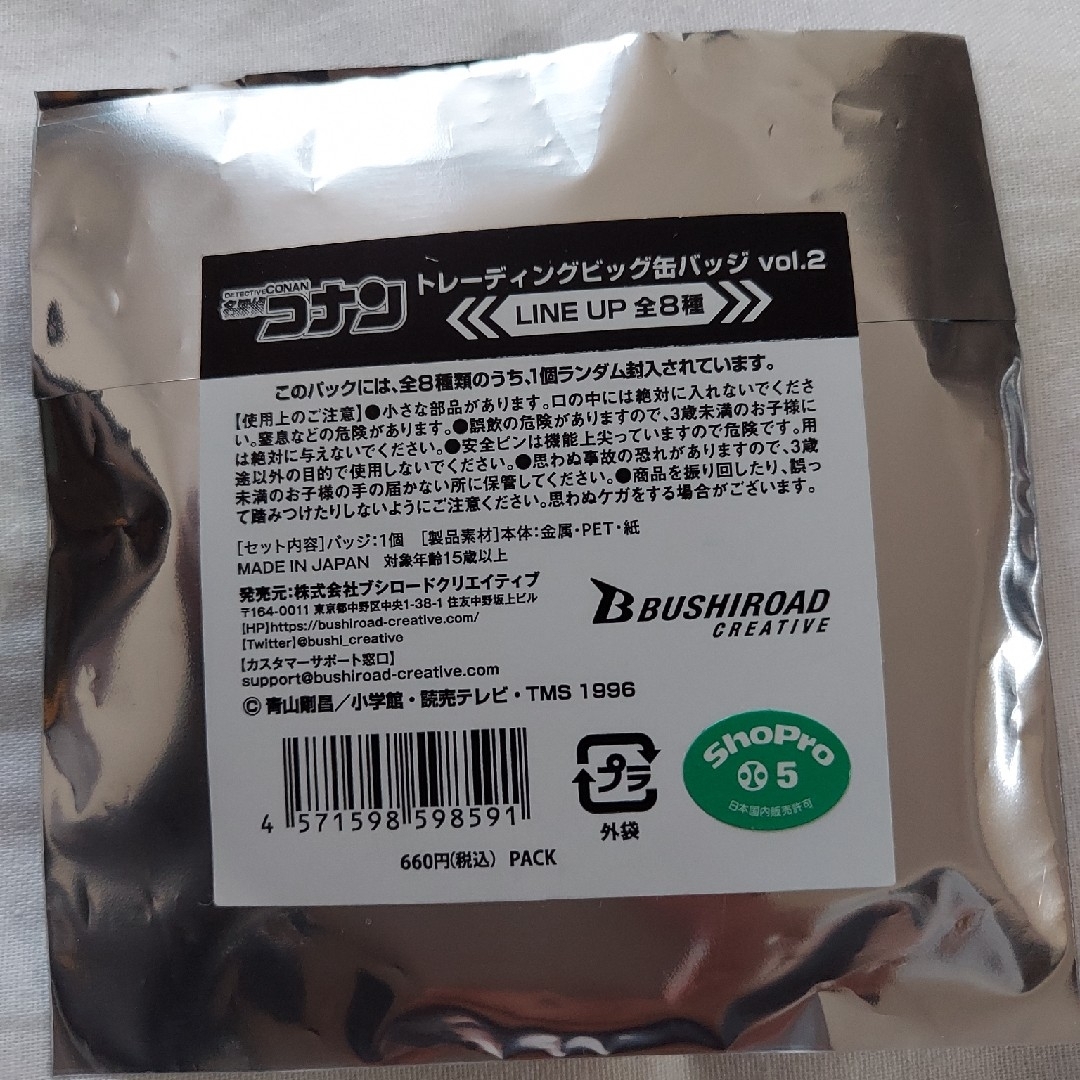 DETECTIVE CONAN
名探偵コナン
トレーディングビッグ缶バッジ vol.2
LINE UP 全8種
このパックには、全8種類のうち、1個ランダム封入されています。
【使用上のご注意】●小さな部品があります。口の中には絶対に入れないでくださ
い。窒息などの危険があります。●誤飲の危険がありますので、3歳未満のお子様に
は絶対に与えないでください。●安全ピンは機能上尖っていますので危険です。用
途以外の目的で使用しないでください。●思わぬ事故の恐れがありますので、3歳
未満のお子様の手の届かない所に保管してください。●商品を振り回したり、誤っ
て踏みつけたりしないようにご注意ください。思わぬケガをする場合がございます。
[セット内容]バッジ:1個 [製品素材]本体:金属・PET・紙
MADE IN JAPAN 対象年齢15歳以上
発売元:株式会社ブシロードクリエイティブ
〒164-0011 東京都中野区中央1-38-1 住友中野坂上ビル
【HP】https://bushiroad-creative.com/
【Twitter】@bushi_creative
【カスタマーサポート窓口】
support@bushiroad-creative.com
BUSHIROAD
CREATIVE
© 青山剛昌/小学館・読売テレビ・TMS 1996
4 571598 598591
660円(税込) PACK
プラ
外袋
ShoPro
5
日本国内販売許可